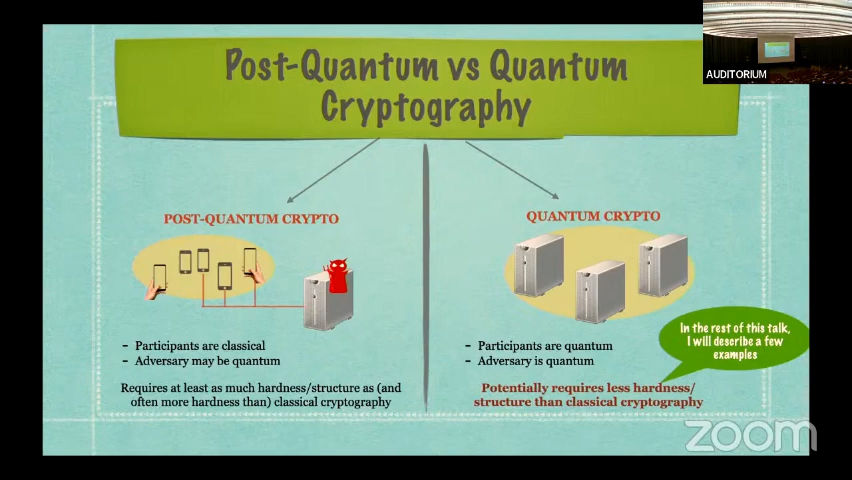 Post-Quantum vs Quantum
Cryptography
AUDITORIUM
POST-QUANTUM CRYPTO
- Participants are classical
- Adversary may be quantum
Requires at least as much hardness/structure as (and
often more hardness than) classical cryptography
QUANTUM CRYPTO
- Participants are quantum
- Adversary is quantum
Potentially requires less hardness/
structure than classical cryptography
In the rest of this talk,
I will describe a few
examples
zoom